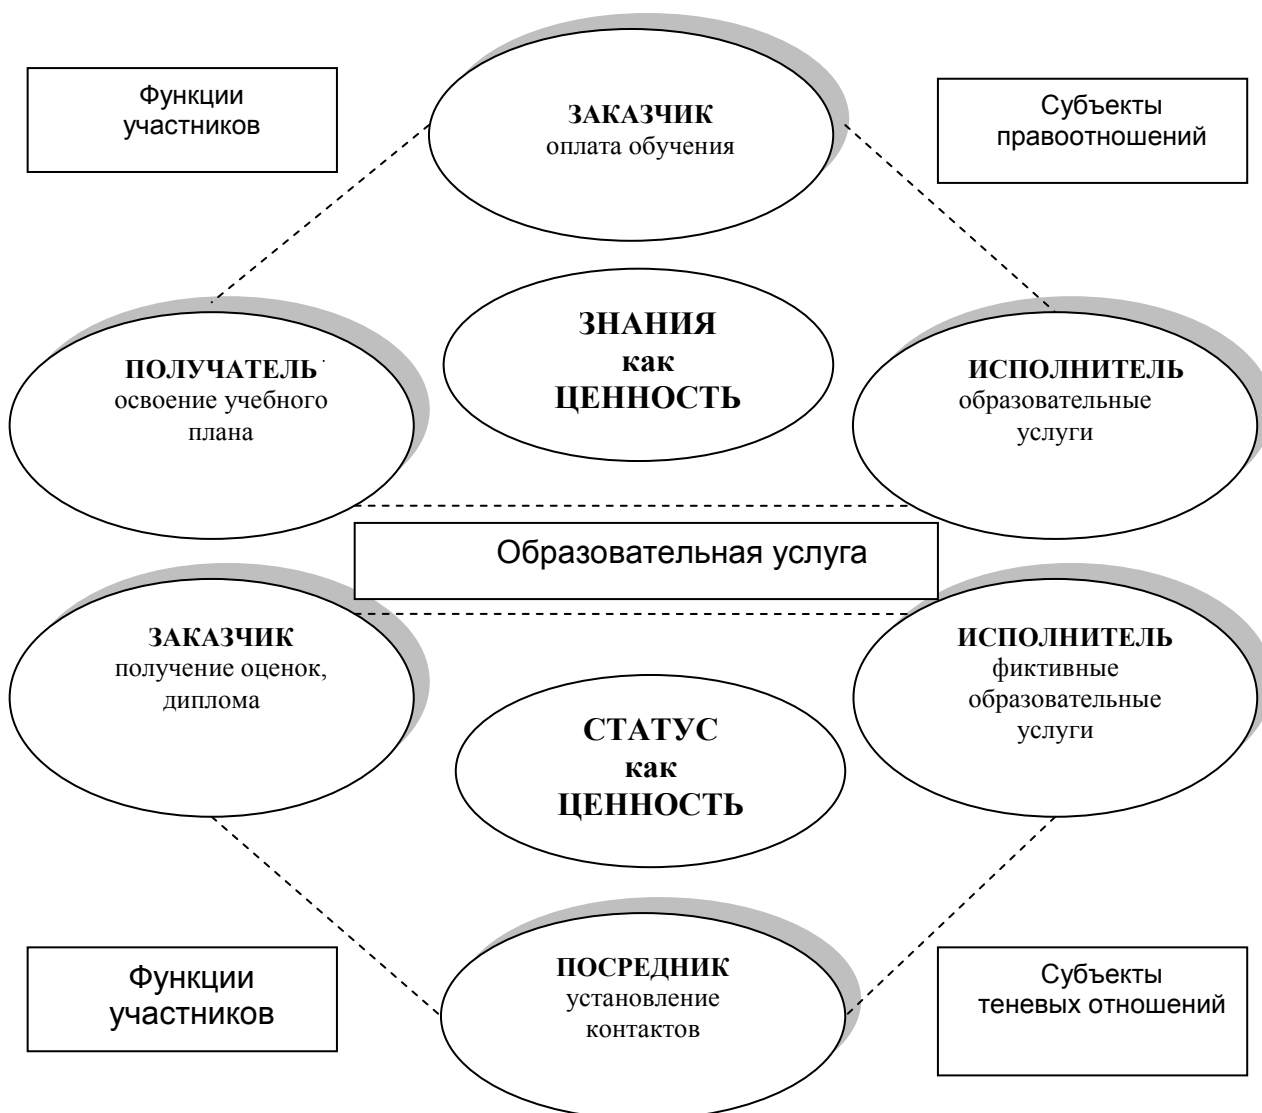 Функции
участников
ЗАКАЗЧИК
оплата обучения
Субъекты
правоотношений
ПОЛУЧАТЕЛЬ
освоение учебного
плана
ЗНАНИЯ
как
ЦЕННОСТЬ
ИСПОЛНИТЕЛЬ
образовательные
услуги
Образовательная услуга
ЗАКАЗЧИК
получение оценок,
диплома
СТАТУС
как
ЦЕННОСТЬ
ИСПОЛНИТЕЛЬ
фиктивные
образовательные
услуги
Функции
участников
ПОСРЕДНИК
установление
контактов
Субъекты
теневых отношений